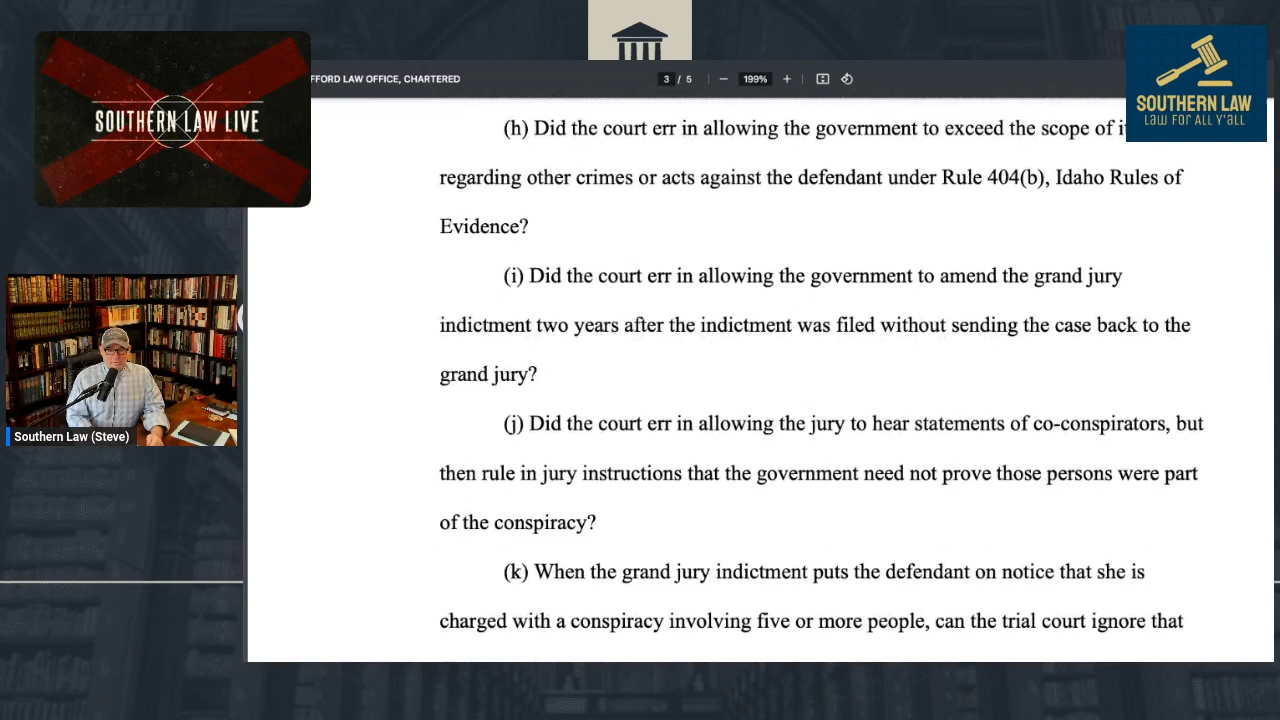 SOUTHERN LAW LIVE
FFORD LAW OFFICE, CHARTERED
3 / 5
199%
SOUTHERN LAW
LAW FOR ALL Y'ALL
(h) Did the court err in allowing the government to exceed the scope of
regarding other crimes or acts against the defendant under Rule 404(b), Idaho Rules of
Evidence?
(i) Did the court err in allowing the government to amend the grand jury
indictment two years after the indictment was filed without sending the case back to the
grand jury?
(j) Did the court err in allowing the jury to hear statements of co-conspirators, but
then rule in jury instructions that the government need not prove those persons were part
of the conspiracy?
(k) When the grand jury indictment puts the defendant on notice that she is
charged with a conspiracy involving five or more people, can the trial court ignore that
Southern Law (Steve)